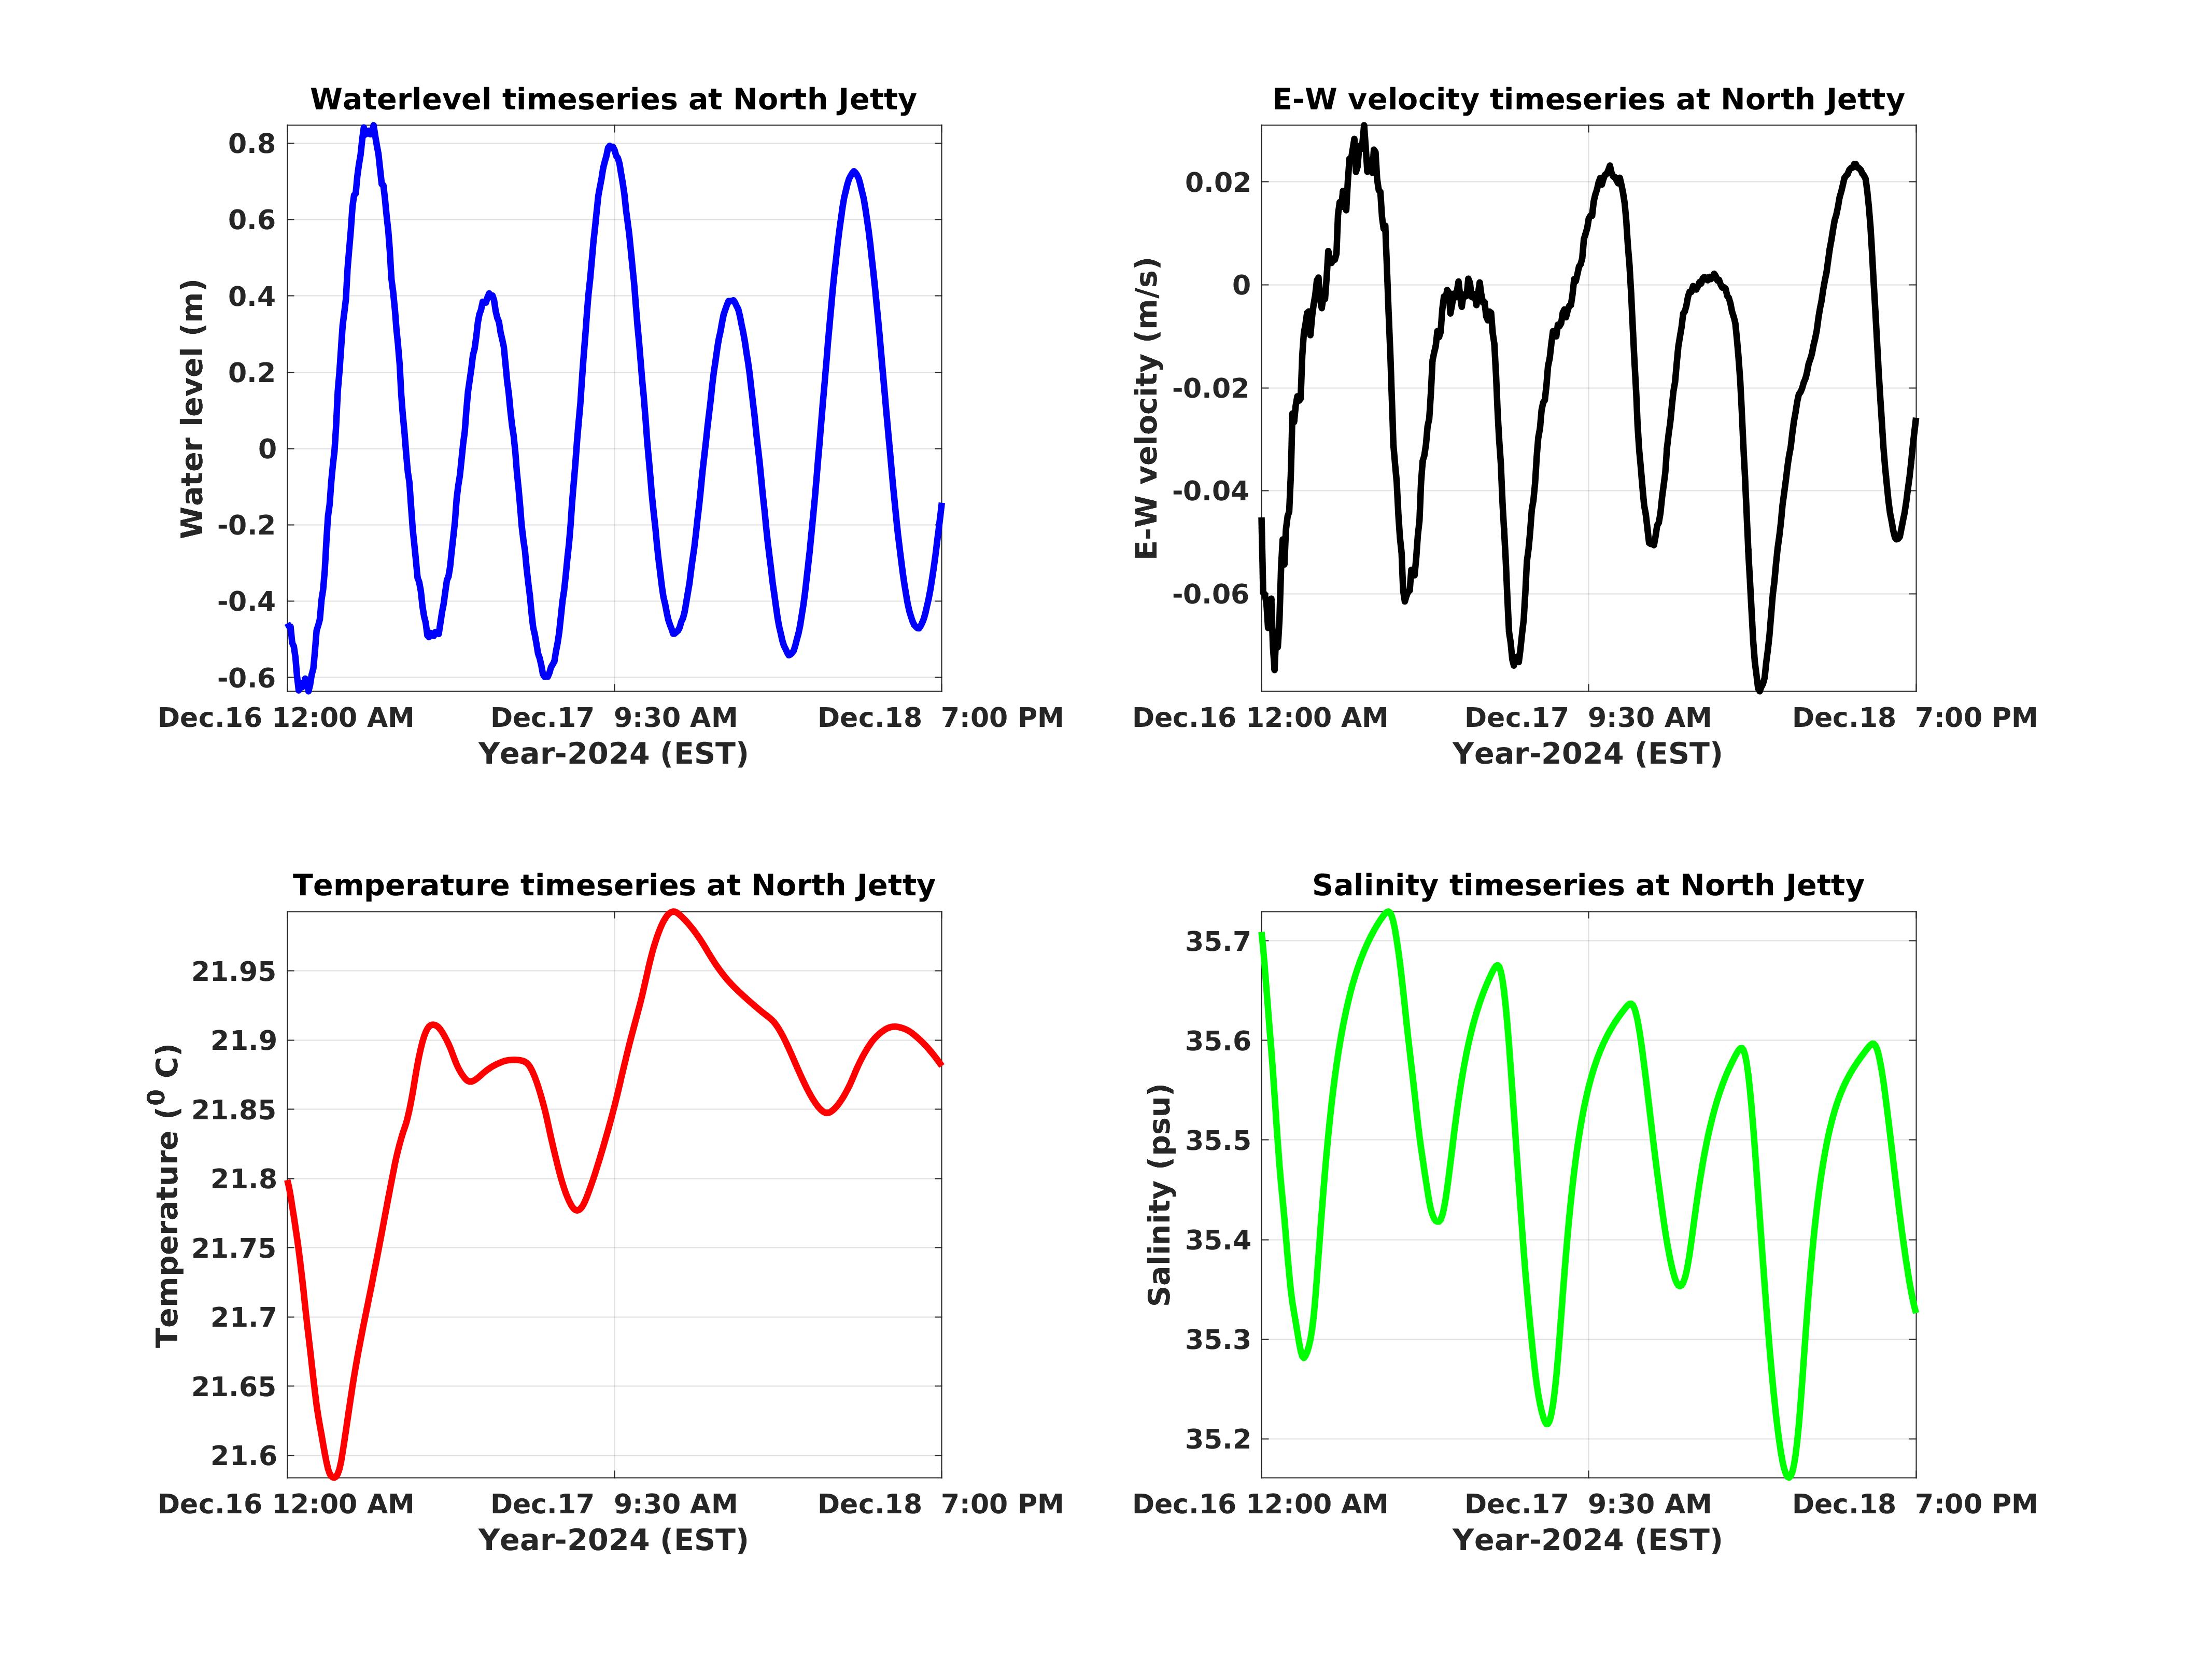 Waterlevel timeseries at North Jetty
Water level (m)
0.8
0.6
0.4
0.2
0
-0.2
-0.4
-0.6
Dec.16 12:00 AM Dec.17 9:30 AM Dec.18 7:00 PM
Year-2024 (EST)
E-W velocity timeseries at North Jetty
E-W velocity (m/s)
0.02
0
-0.02
-0.04
-0.06
Dec.16 12:00 AM Dec.17 9:30 AM Dec.18 7:00 PM
Year-2024 (EST)
Temperature timeseries at North Jetty
Temperature (⁰ C)
21.95
21.9
21.85
21.8
21.75
21.7
21.65
21.6
Dec.16 12:00 AM Dec.17 9:30 AM Dec.18 7:00 PM
Year-2024 (EST)
Salinity timeseries at North Jetty
Salinity (psu)
35.7
35.6
35.5
35.4
35.3
35.2
Dec.16 12:00 AM Dec.17 9:30 AM Dec.18 7:00 PM
Year-2024 (EST)